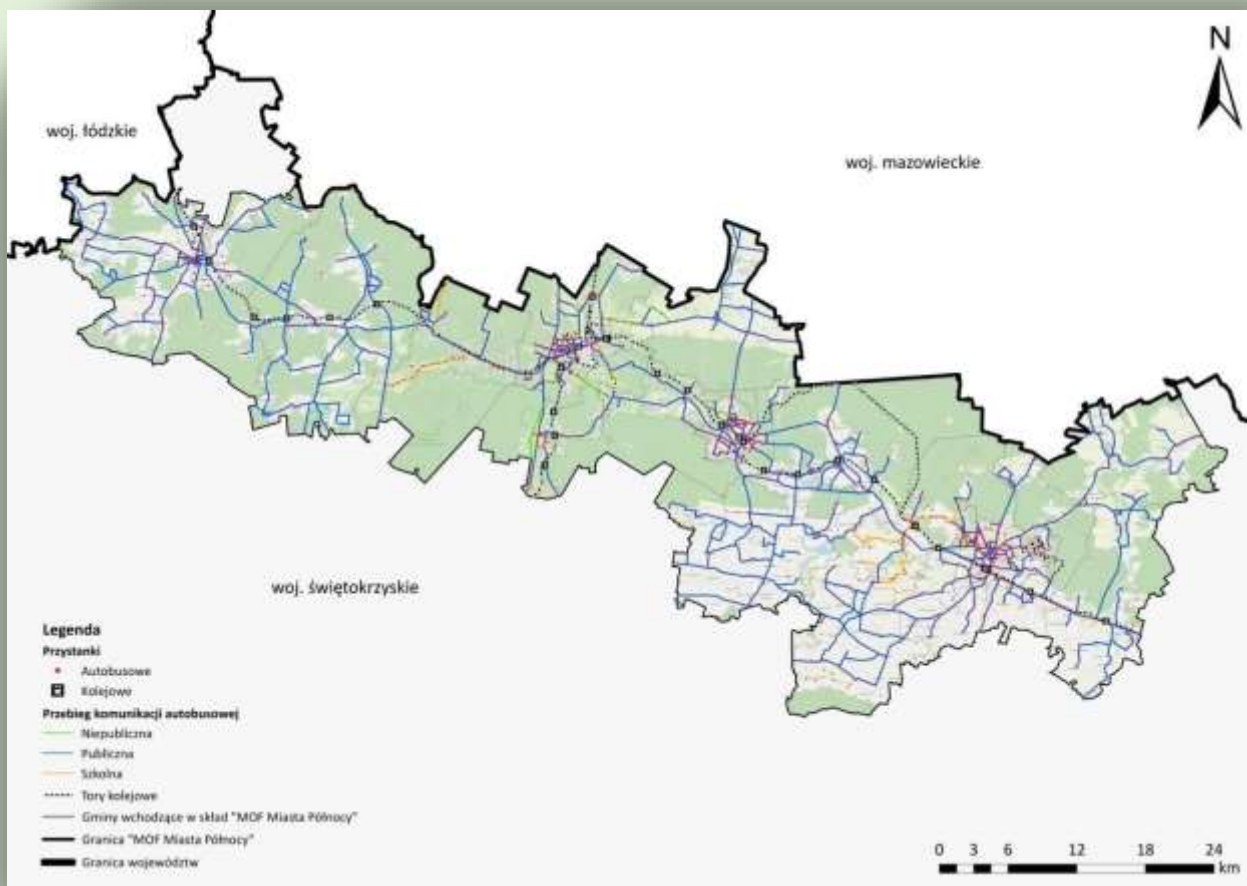 N
woj. łódzkie
woj. mazowieckie
woj. świętokrzyskie
Legenda
Przystanki
Autobusowe
Kolejowe
Przebieg komunikacji autobusowej
Niepubliczna
Publiczna
Szkolna
Tory kolejowe
Gminy wchodzące w skład "MOF Miasta Północy"
Granica "MOF Miasta Północy"
Granica województw
0 3 6 12 18 24
km